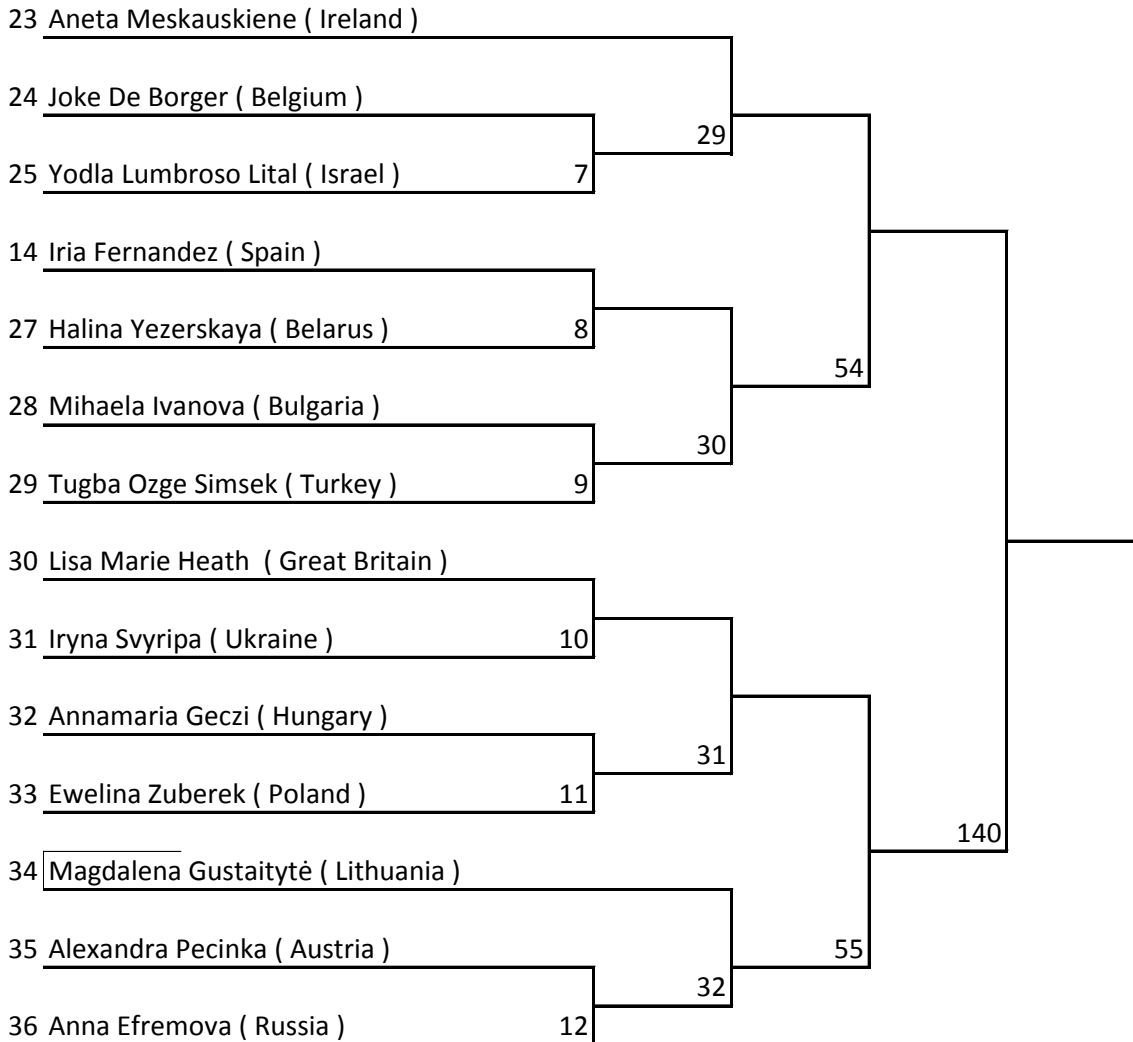 23 Aneta Meskauskiene ( Ireland )
24 Joke De Borger ( Belgium )
29
25 Yodla Lumbroso Lital ( Israel ) 7
14 Iria Fernandez ( Spain )
27 Halina Yezerskaya ( Belarus ) 8
54
28 Mihaela Ivanova ( Bulgaria )
30
29 Tugba Ozge Simsek ( Turkey ) 9
30 Lisa Marie Heath  ( Great Britain )
31 Iryna Svyripa ( Ukraine ) 10
32 Annamaria Geczi ( Hungary )
31
33 Ewelina Zuberek ( Poland ) 11
140
34 Magdalena Gustaitytė ( Lithuania )
35 Alexandra Pecinka ( Austria ) 55
32
36 Anna Efremova ( Russia ) 12